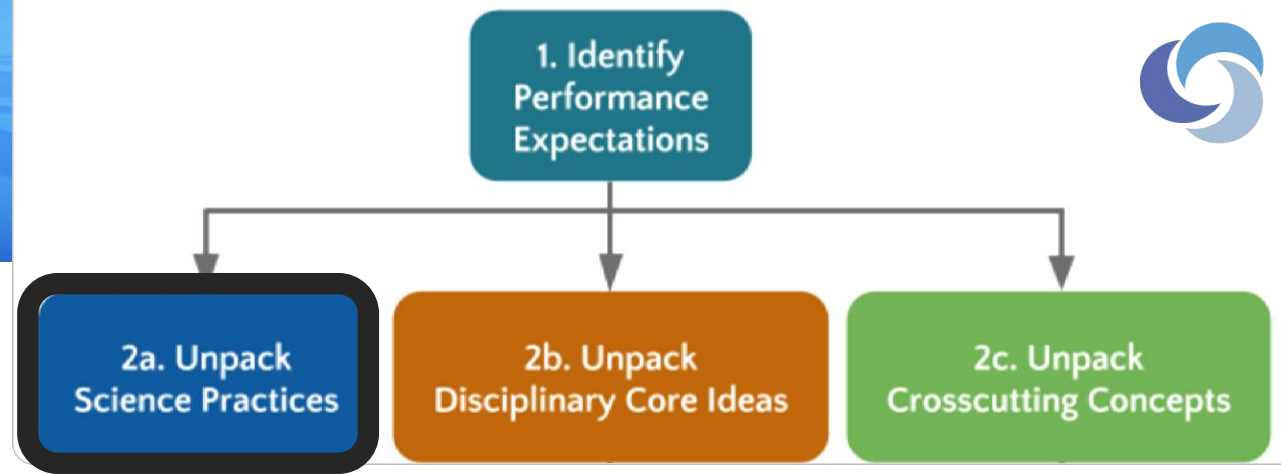 1. Identify
Performance
Expectations
2a. Unpack
Science Practices
2b. Unpack
Disciplinary Core Ideas
2c. Unpack
Crosscutting Concepts